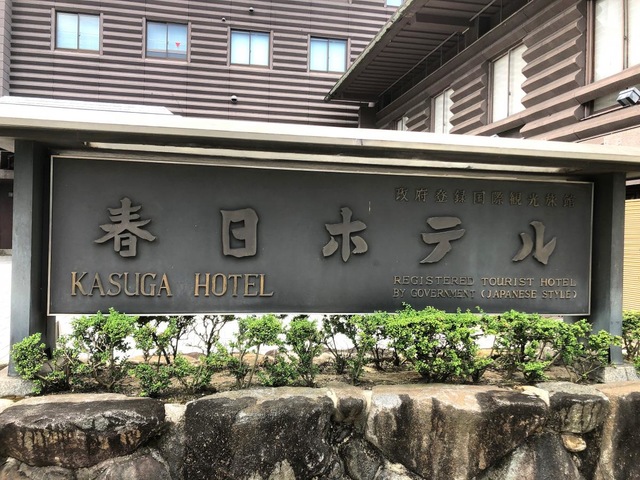 政府登録国際観光旅館
春日ホテル
KASUGA HOTEL
REGISTERED TOURIST HOTEL
BY GOVERNMENT (JAPANESE STYLE)